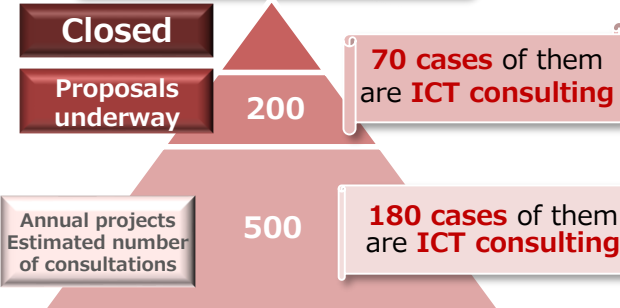 Closed
Proposals
underway
200
70 cases of them
are ICT consulting
Annual projects
Estimated number
of consultations
500
180 cases of them
are ICT consulting